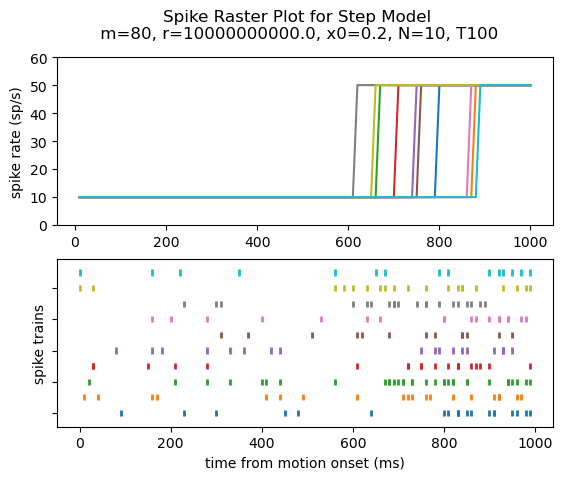 Spike Raster Plot for Step Model
m=80, r=10000000000.0, x0=0.2, N=10, T100
60
50
40
30
20
10
0
spike rate (sp/s)
0 200 400 600 800 1000
spike trains
0 200 400 600 800 1000
time from motion onset (ms)